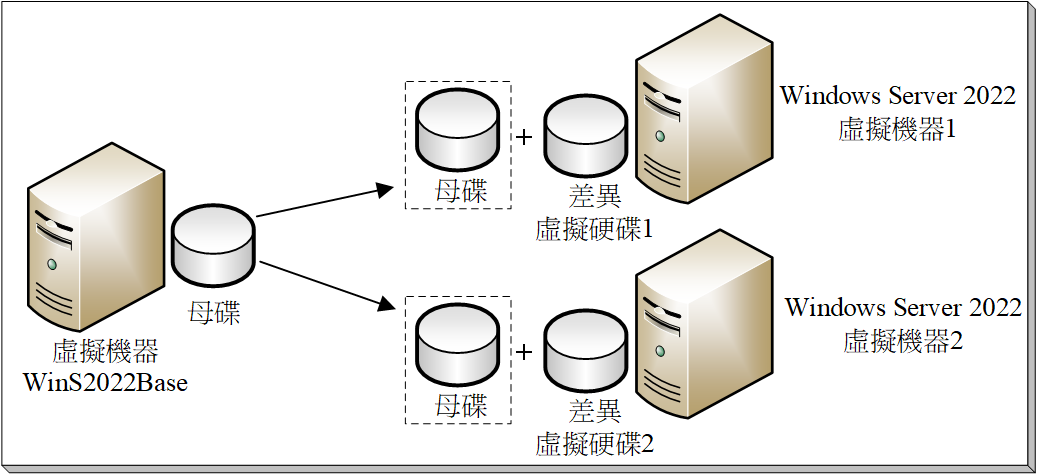 母碟
虛擬機器
WinS2022Base
母碟
+
差異
虛擬硬碟1
Windows Server 2022
虛擬機器1
母碟
+
差異
虛擬硬碟2
Windows Server 2022
虛擬機器2